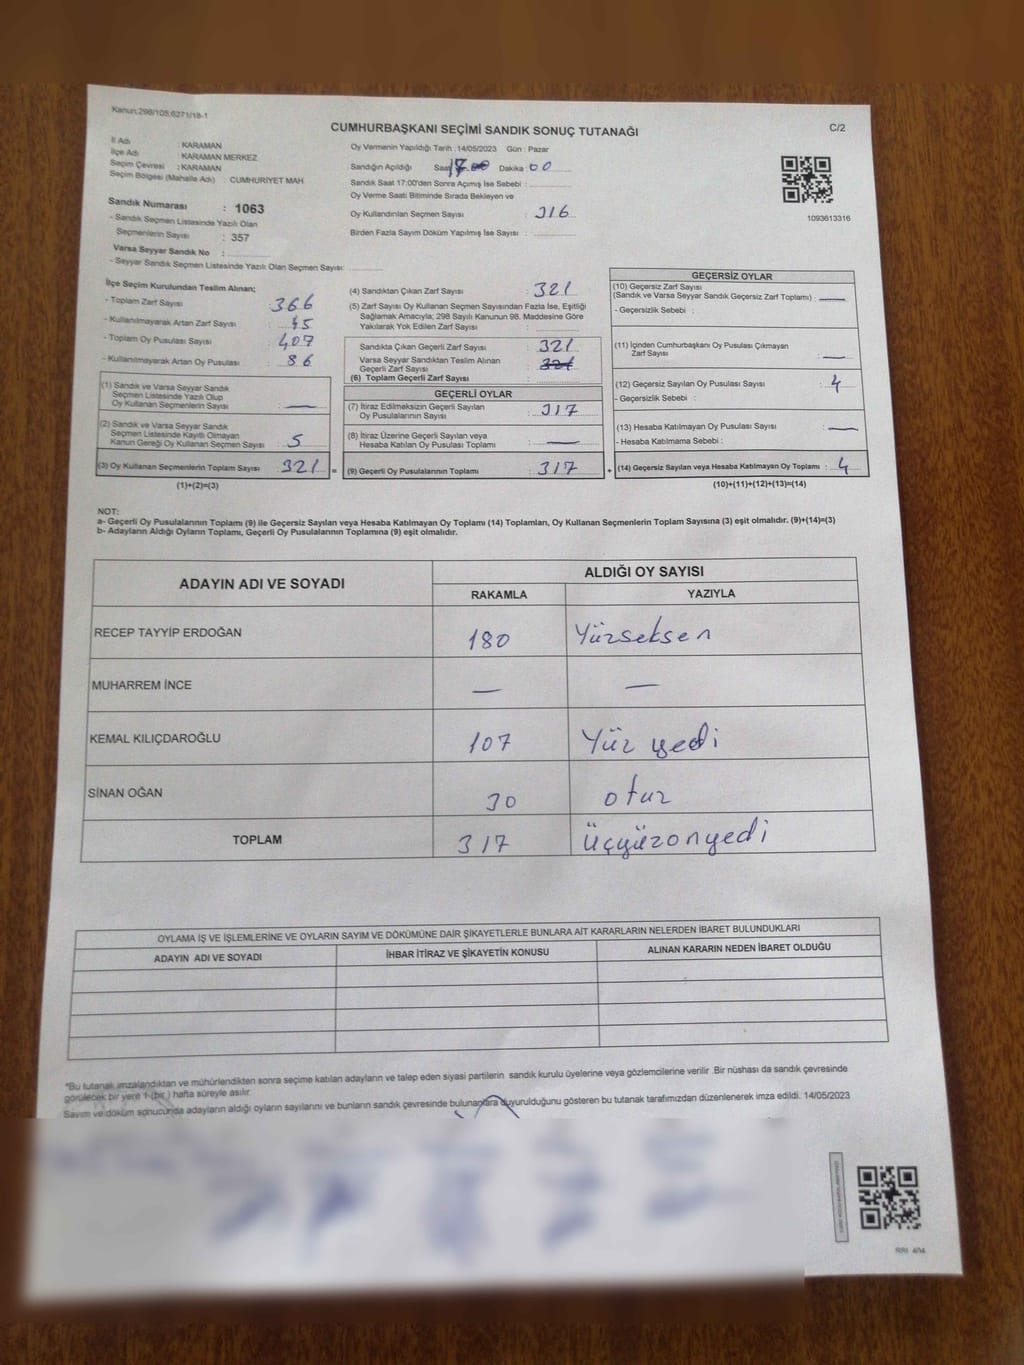 Kanun:298/105;6271/18-1
CUMHURBAŞKANI SEÇİMİ SANDIK SONUÇ TUTANAĞI
C/2
İl Adı : KARAMAN
İlçe Adı : KARAMAN MERKEZ
Seçim Çevresi : KARAMAN
Seçim Bölgesi (Mahalle Adı) : CUMHURİYET MAH.
Sandık Numarası : 1063
- Sandık Seçmen Listesinde Yazılı Olan
Seçmenlerin Sayısı : 357
Varsa Seyyar Sandık No :
- Seyyar Sandık Seçmen Listesinde Yazılı Olan Seçmen Sayısı:
Oy Vermenin Yapıldığı Tarih : 14/05/2023 Gün : Pazar
Sandığın Açıldığı Saat Dakika : 00
Sandık Saat 17:00'den Sonra Açılmış İse Sebebi :
Oy Verme Saati Bitiminde Sırada Bekleyen ve
Oy Kullandırılan Seçmen Sayısı : 316
Birden Fazla Sayım Döküm Yapılmış İse Sayısı :
1093613316
İlçe Seçim Kurulundan Teslim Alınan;
- Toplam Zarf Sayısı : 366
- Kullanılmayarak Artan Zarf Sayısı : 45
- Toplam Oy Pusulası Sayısı : 407
- Kullanılmayarak Artan Oy Pusulası : 86
(1) Sandık ve Varsa Seyyar Sandık
Seçmen Listesinde Yazılı Olup
Oy Kullanan Seçmenlerin Sayısı : —
(2) Sandık ve Varsa Seyyar Sandık
Seçmen Listesinde Kayıtlı Olmayan
Kanun Gereği Oy Kullanan Seçmen Sayısı : 5
(3) Oy Kullanan Seçmenlerin Toplam Sayısı : 321 =
(1)+(2)=(3)
(4) Sandıktan Çıkan Zarf Sayısı : 321
(5) Zarf Sayısı Oy Kullanan Seçmen Sayısından Fazla İse, Eşitliği
Sağlamak Amacıyla; 298 Sayılı Kanunun 98. Maddesine Göre
Yakılarak Yok Edilen Zarf Sayısı :
Sandıkta Çıkan Geçerli Zarf Sayısı : 321
Varsa Seyyar Sandıktan Teslim Alınan
Geçerli Zarf Sayısı : 321
(6) Toplam Geçerli Zarf Sayısı :
GEÇERLİ OYLAR
(7) İtiraz Edilmeksizin Geçerli Sayılan
Oy Pusulalarının Sayısı : 317
(8) İtiraz Üzerine Geçerli Sayılan veya
Hesaba Katılan Oy Pusulası Toplamı : —
(9) Geçerli Oy Pusulalarının Toplamı : 317 +
GEÇERSİZ OYLAR
(10) Geçersiz Zarf Sayısı
(Sandık ve Varsa Seyyar Sandık Geçersiz Zarf Toplamı) : —
- Geçersizlik Sebebi :
(11) İçinden Cumhurbaşkanı Oy Pusulası Çıkmayan
Zarf Sayısı : —
(12) Geçersiz Sayılan Oy Pusulası Sayısı : 4
- Geçersizlik Sebebi :
(13) Hesaba Katılmayan Oy Pusulası Sayısı : —
- Hesaba Katılmama Sebebi :
(14) Geçersiz Sayılan veya Hesaba Katılmayan Oy Toplamı : 4
(10)+(11)+(12)+(13)=(14)
NOT:
a- Geçerli Oy Pusulalarının Toplamı (9) ile Geçersiz Sayılan veya Hesaba Katılmayan Oy Toplamı (14) Toplamları, Oy Kullanan Seçmenlerin Toplam Sayısına (3) eşit olmalıdır. (9)+(14)=(3)
b- Adayların Aldığı Oyların Toplamı, Geçerli Oy Pusulalarının Toplamına (9) eşit olmalıdır.
ADAYIN ADI VE SOYADI
ALDIĞI OY SAYISI
RAKAMLA YAZIYLA
RECEP TAYYİP ERDOĞAN 180 Yüzseksen
MUHARREM İNCE — —
KEMAL KILIÇDAROĞLU 107 Yüz yedi
SİNAN OĞAN 30 otuz
TOPLAM 317 üçyüzonyedi
OYLAMA İŞ VE İŞLEMLERİNE VE OYLARIN SAYIM VE DÖKÜMÜNE DAİR ŞİKAYETLERLE BUNLARA AİT KARARLARIN NELERDEN İBARET BULUNDUKLARI
ADAYIN ADI VE SOYADI İHBAR İTİRAZ VE ŞİKAYETİN KONUSU ALINAN KARARIN NEDEN İBARET OLDUĞU
*Bu tutanak imzalandıktan ve mühürlendikten sonra seçime katılan adayların ve talep eden siyasi partilerin sandık kurulu üyelerine veya gözlemcilerine verilir. Bir nüshası da sandık çevresinde
görülecek bir yere 1-(bir) hafta süreyle asılır.
Sayım ve döküm sonucunda adayların aldığı oyların sayılarını ve bunların sandık çevresinde bulunanlara duyurulduğunu gösteren bu tutanak tarafımızdan düzenlenerek imza edildi. 14/05/2023